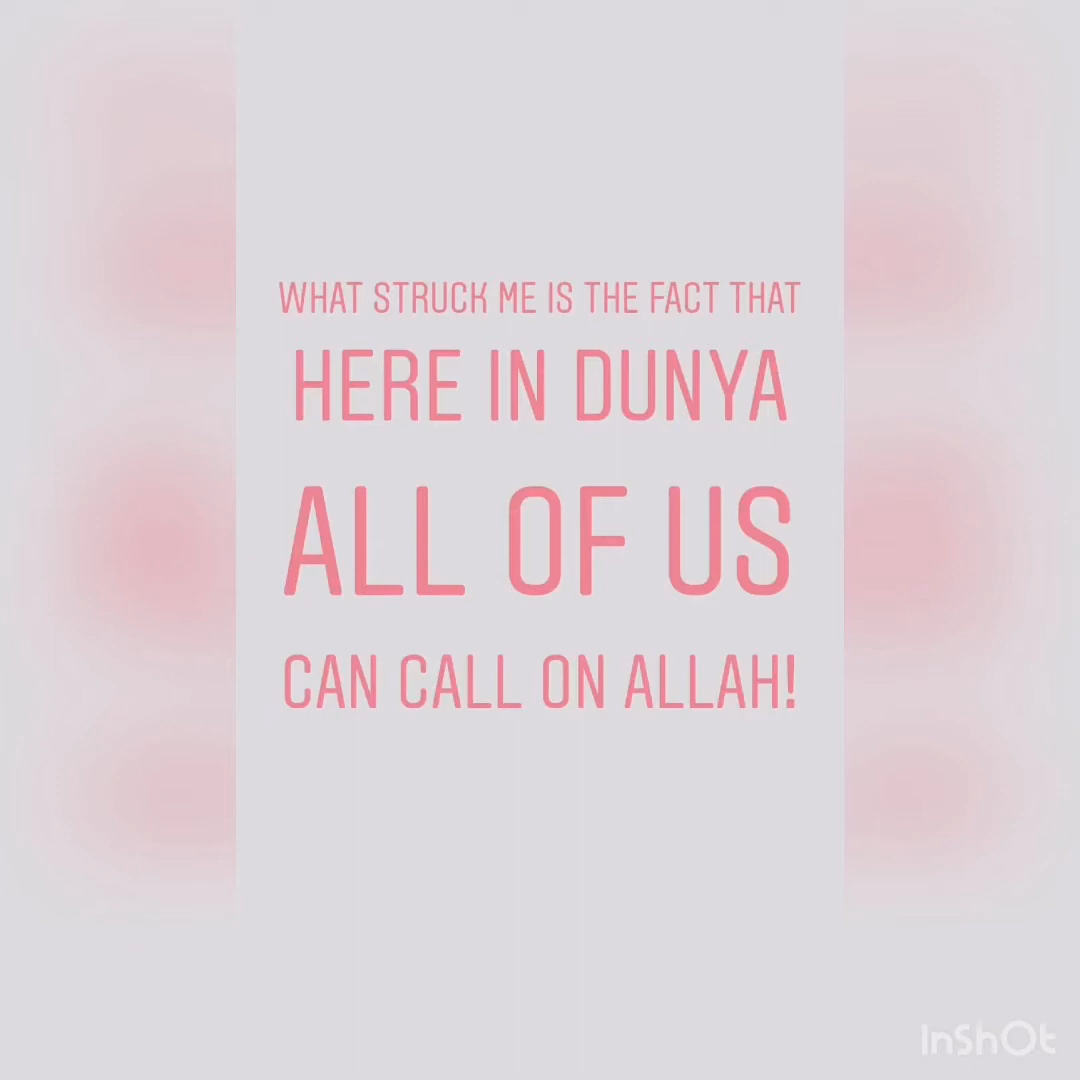 WHAT STRUCK ME IS THE FACT THAT
HERE IN DUNYA
ALL OF US
CAN CALL ON ALLAH!
InShOt